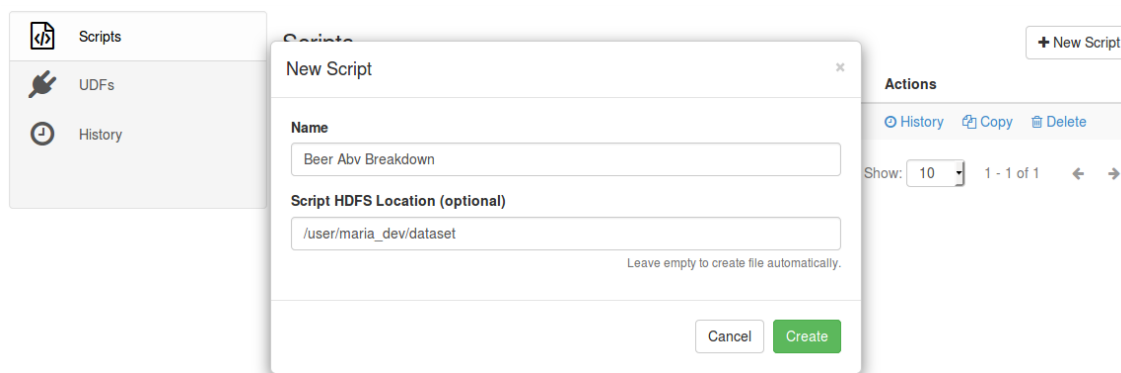 Scripts
UDFs
History
Scripts
+ New Script
Actions
History Copy Delete
Show: 10 1 - 1 of 1
New Script ×
Name
Beer Abv Breakdown
Script HDFS Location (optional)
/user/maria_dev/dataset
Leave empty to create file automatically.
Cancel Create